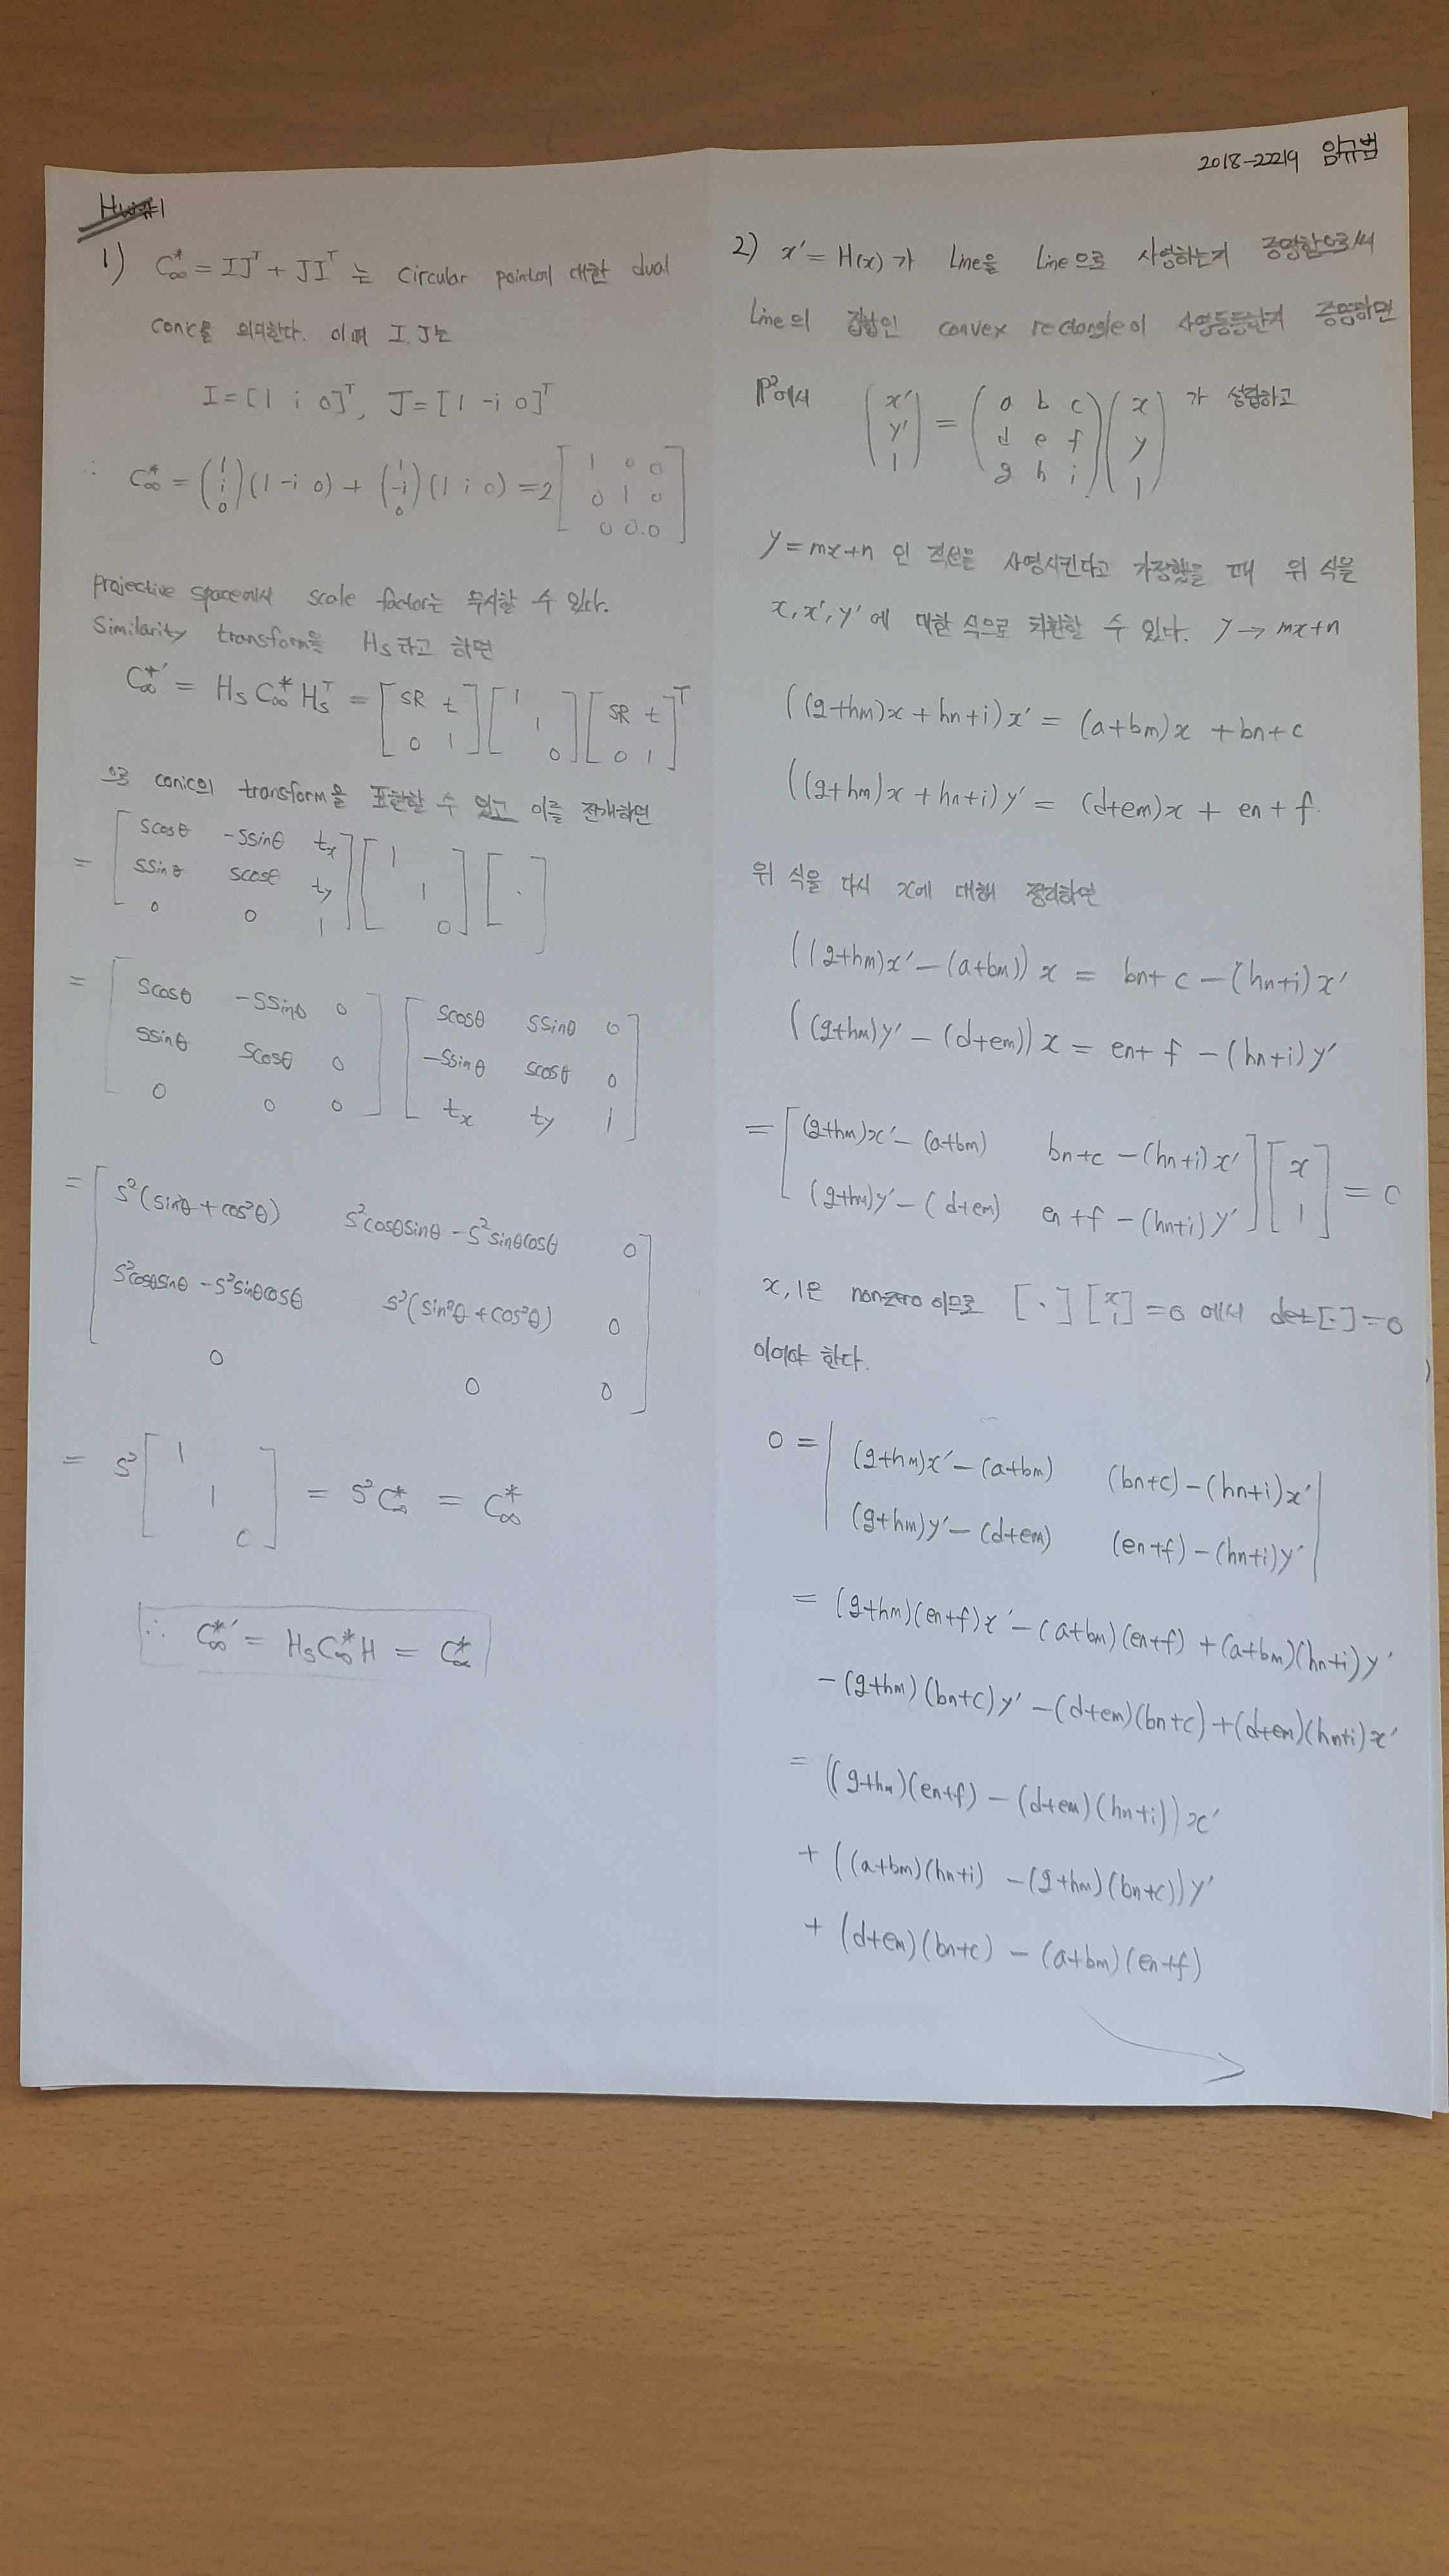 2018-22219 엄규범
HW#1
1) C*∞ = IJᵀ + JIᵀ 는 circular point에 대한 dual
conic을 의미한다. 이때 I, J는
I = [1 i 0]ᵀ, J = [1 -i 0]ᵀ
∴ C*∞ = (1 i 0)(1 -i 0) + (1 -i 0)(1 i 0) = 2 [1 0 0; 0 1 0; 0 0 0]
projective space에서 scale factor는 무시할 수 있다.
Similarity transform을 Hs라고 하면
C*∞' = Hs C*∞ Hsᵀ = [sR t; 0 1] [1 1 0] [sR t; 0 1]ᵀ
으로 conic의 transform을 표현할 수 있고 이를 전개하면
= [scosθ -ssinθ tx; ssinθ scosθ ty; 0 0 1] [1 1 0] [·]
= [scosθ -ssinθ 0; ssinθ scosθ 0; 0 0 0] [scosθ ssinθ 0; -ssinθ scosθ 0; tx ty 1]
= [s²(sin²θ + cos²θ) s²cosθsinθ - s²sinθcosθ 0; s²cosθsinθ - s²sinθcosθ s²(sin²θ + cos²θ) 0; 0 0 0]
= s² [1 1 0] = s²C*∞ = C*∞
∴ C*∞' = Hs C*∞ H = C*∞
2) x' = H(x) 가 Line을 Line으로 사영하는지 증명함으로써
Line의 집합인 convex rectangle이 사영동등한지 증명하면
P²에서 (x' y' 1) = (a b c; d e f; g h i) (x y 1) 가 성립하고
y = mx+n 인 직선을 사영시킨다고 가정했을 때 위 식을
x, x', y' 에 대한 식으로 치환할 수 있다. y → mx+n
((g+hm)x + hn+i) x' = (a+bm)x + bn+c
((g+hm)x + hn+i) y' = (d+em)x + en + f.
위 식을 다시 x에 대해 정리하면
((g+hm)x' - (a+bm)) x = bn+c - (hn+i) x'
((g+hm)y' - (d+em)) x = en+f - (hn+i) y'
= [(g+hm)x' - (a+bm) bn+c - (hn+i) x'; (g+hm)y' - (d+em) en+f - (hn+i) y'] [x 1] = 0
x, 1은 nonzero 이므로 [·] [x 1] = 0 에서 det[·] = 0
이어야 한다.
0 = | (g+hm)x' - (a+bm) (bn+c) - (hn+i)x' |
| (g+hm)y' - (d+em) (en+f) - (hn+i)y' |
= (g+hm)(en+f)x' - (a+bm)(en+f) + (a+bm)(hn+i)y'
- (g+hm)(bn+c)y' - (d+em)(bn+c) + (d+em)(hn+i)x'
= ((g+hm)(en+f) - (d+em)(hn+i)) x'
+ ((a+bm)(hn+i) - (g+hm)(bn+c)) y'
+ (d+em)(bn+c) - (a+bm)(en+f)